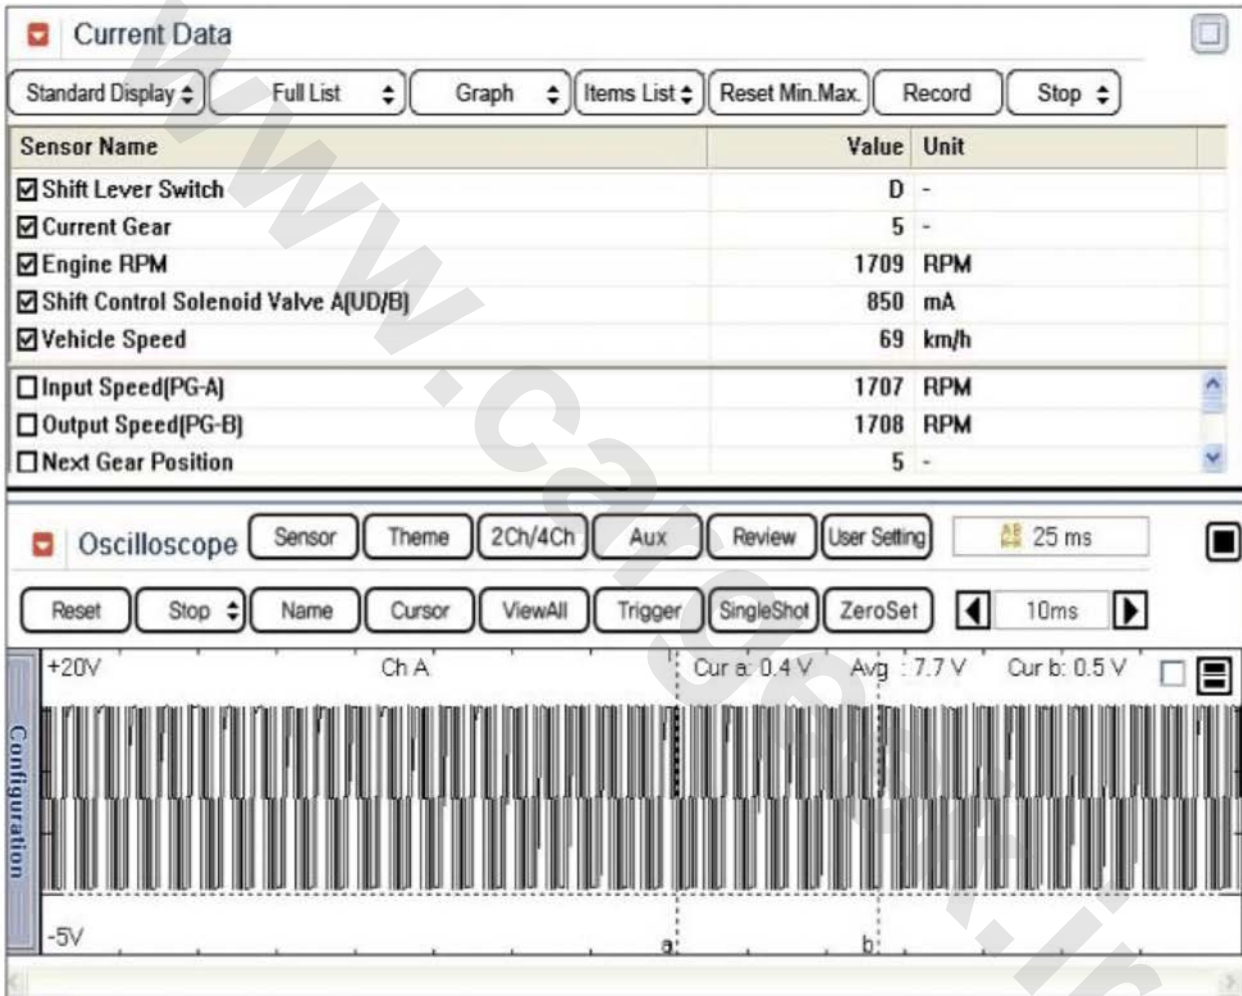 Current Data
Standard Display Full List Graph Items List Reset Min.Max. Record Stop
Sensor Name Value Unit
Shift Lever Switch D -
Current Gear 5 -
Engine RPM 1709 RPM
Shift Control Solenoid Valve A(UD/B) 850 mA
Vehicle Speed 69 km/h
Input Speed(PG-A) 1707 RPM
Output Speed(PG-B) 1708 RPM
Next Gear Position 5 -
Oscilloscope Sensor Theme 2Ch/4Ch Aux Review User Setting 25 ms
Reset Stop Name Cursor ViewAll Trigger SingleShot ZeroSet 10ms
+20V Ch A Cur a: 0.4 V Avg : 7.7 V Cur b: 0.5 V
Configuration
-5V a: b:
www.cargeek.ir